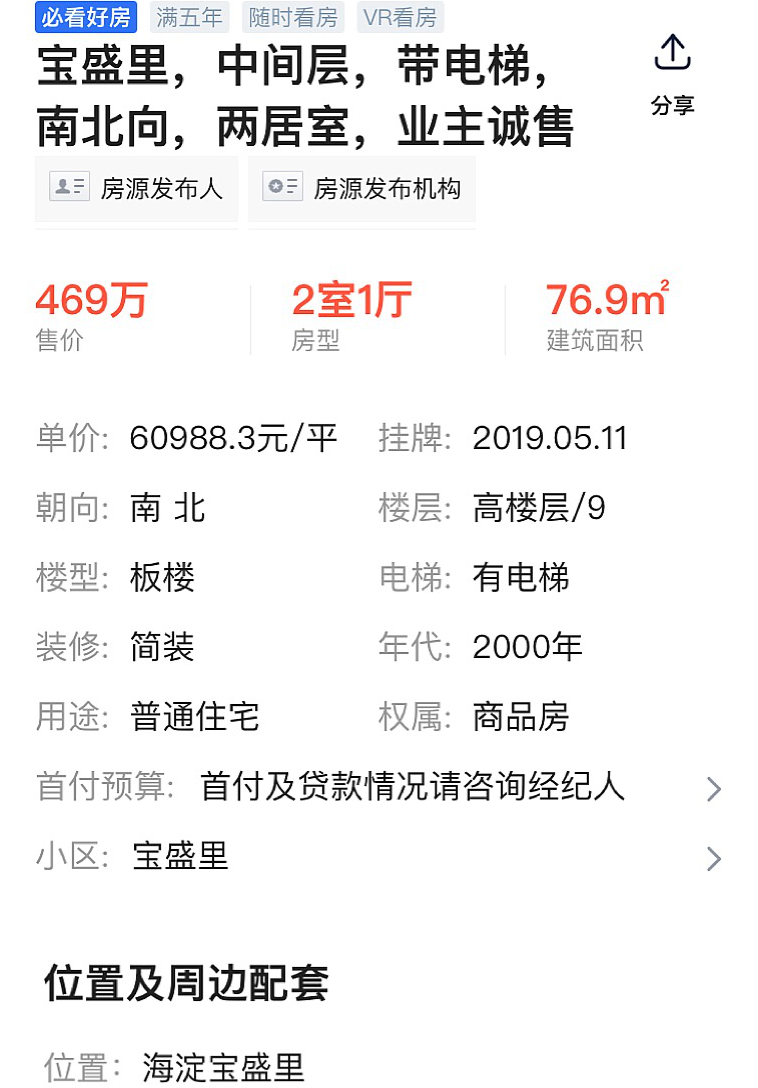 必看好房 满五年 随时看房 VR看房
宝盛里，中间层，带电梯，
南北向，两居室，业主诚售
分享
房源发布人 房源发布机构
469万 2室1厅 76.9㎡
售价 房型 建筑面积
单价: 60988.3元/平 挂牌: 2019.05.11
朝向: 南 北 楼层: 高楼层/9
楼型: 板楼 电梯: 有电梯
装修: 简装 年代: 2000年
用途: 普通住宅 权属: 商品房
首付预算: 首付及贷款情况请咨询经纪人
小区: 宝盛里
位置及周边配套
位置: 海淀宝盛里